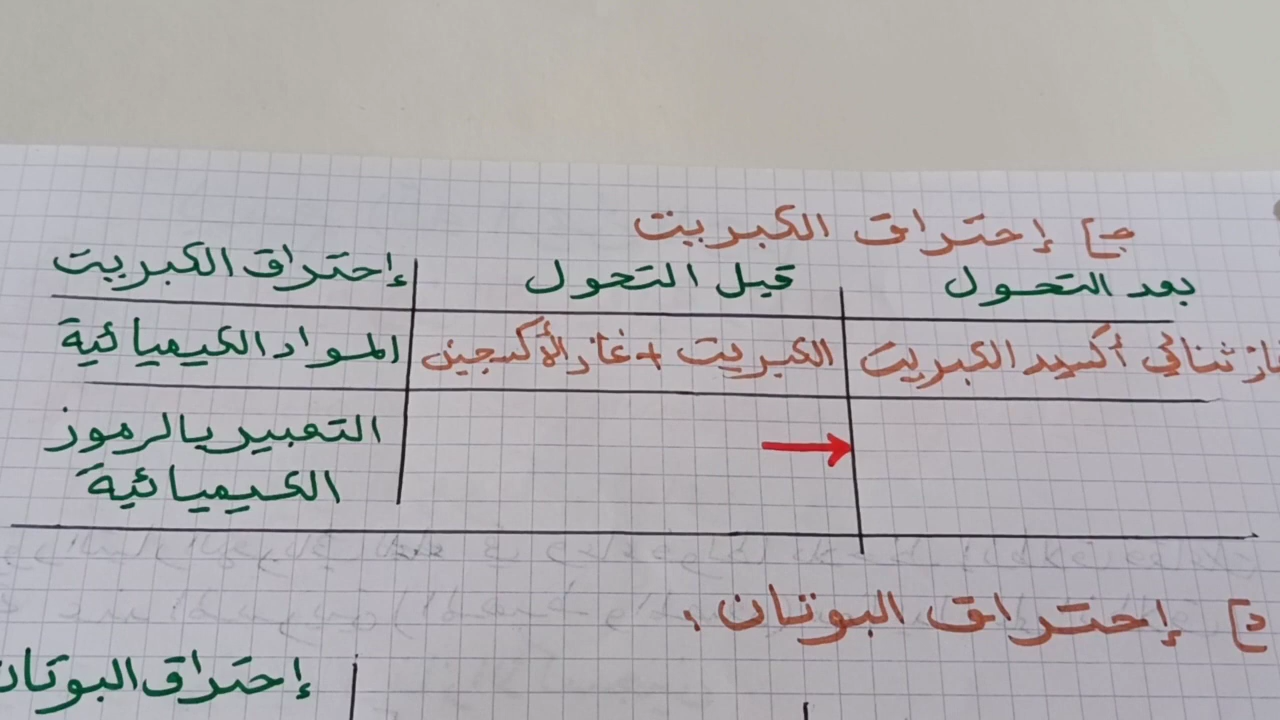 جـ] إحتراق الكبريت
إحتراق الكبريت قبل التحول بعد التحول
المواد الكيميائية الكبريت + غاز الأكسجين غاز ثنائي أكسيد الكبريت
التعبير بالرموز
الكيميائية
د] إحتراق البوتان :
إحتراق البوتان